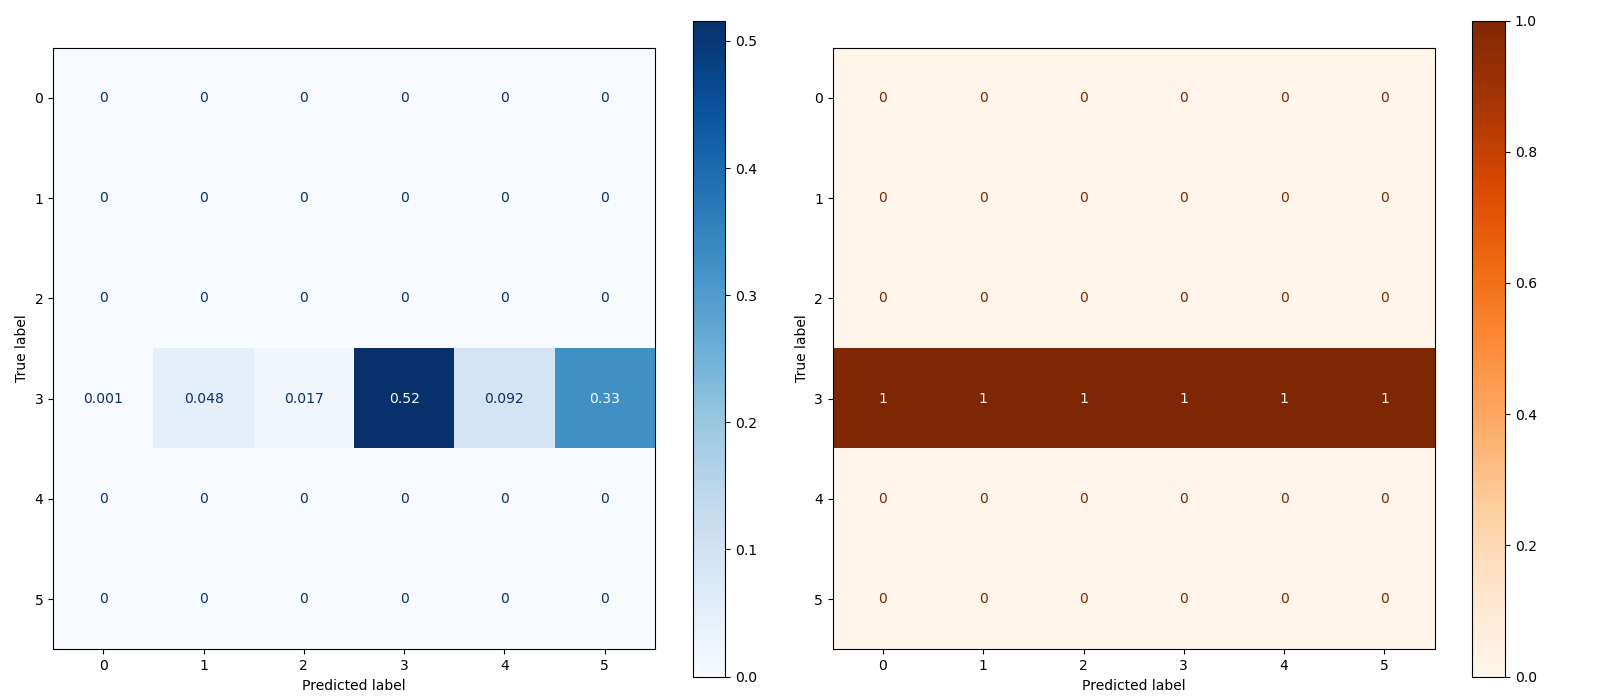 0 0 0 0 0 0 0
1 0 0 0 0 0 0
2 0 0 0 0 0 0
3 0.001 0.048 0.017 0.52 0.092 0.33
4 0 0 0 0 0 0
5 0 0 0 0 0 0
0 1 2 3 4 5
Predicted label
True label
0.5
0.4
0.3
0.2
0.1
0.0
0 0 0 0 0 0 0
1 0 0 0 0 0 0
2 0 0 0 0 0 0
3 1 1 1 1 1 1
4 0 0 0 0 0 0
5 0 0 0 0 0 0
0 1 2 3 4 5
Predicted label
True label
1.0
0.8
0.6
0.4
0.2
0.0